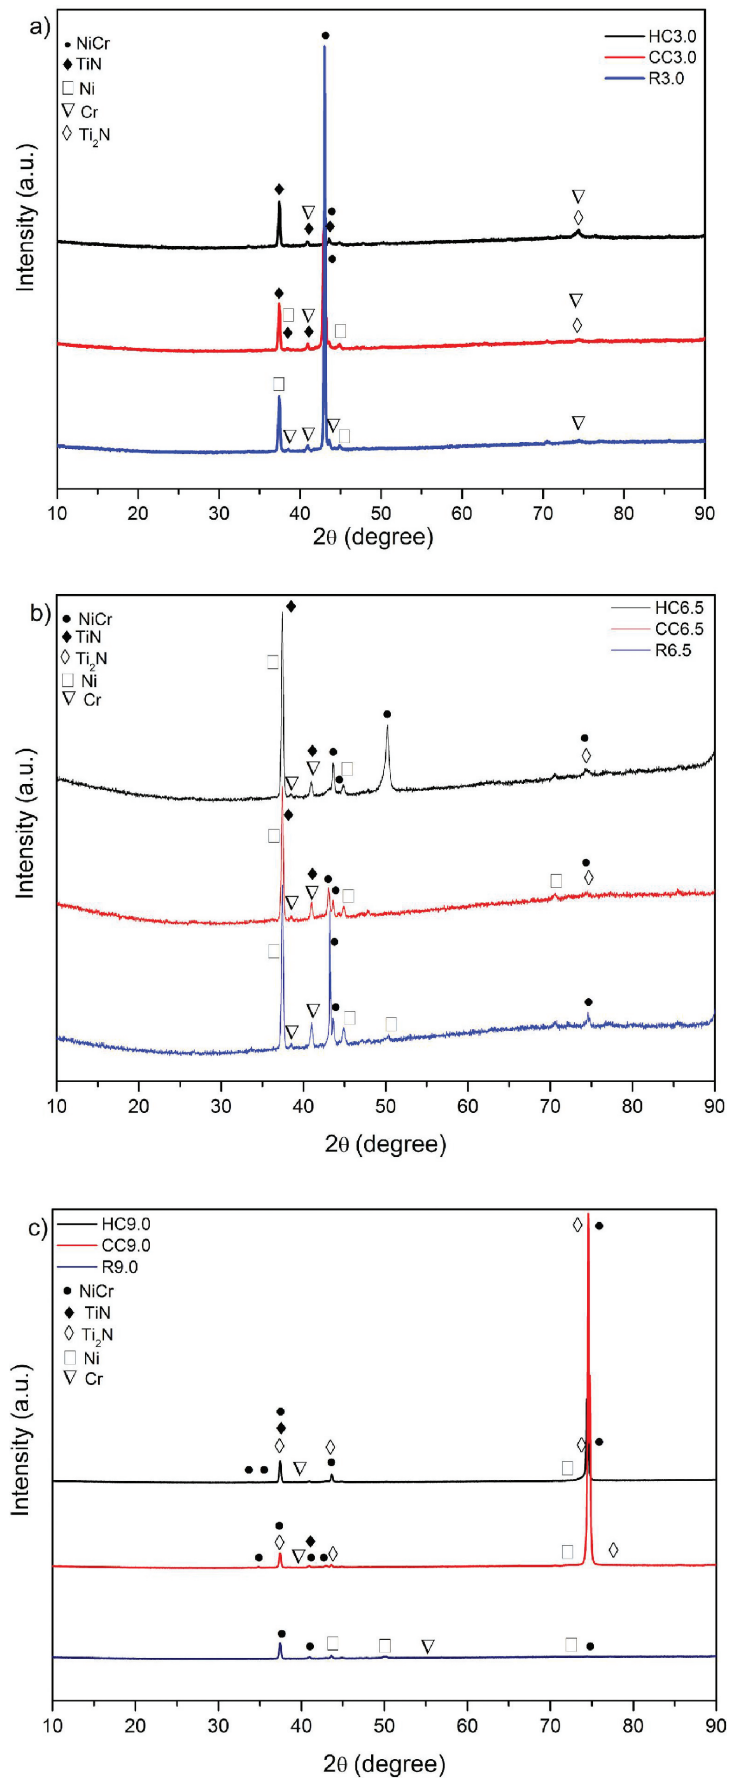 a)
NiCr
TiN
Ni
Cr
Ti2N
HC3.0
CC3.0
R3.0
Intensity (a.u.)
10 20 30 40 50 60 70 80 90
2θ (degree)
b)
NiCr
TiN
Ti2N
Ni
Cr
HC6.5
CC6.5
R6.5
Intensity (a.u.)
10 20 30 40 50 60 70 80 90
2θ (degree)
c)
HC9.0
CC9.0
R9.0
NiCr
TiN
Ti2N
Ni
Cr
Intensity (a.u.)
10 20 30 40 50 60 70 80 90
2θ (degree)